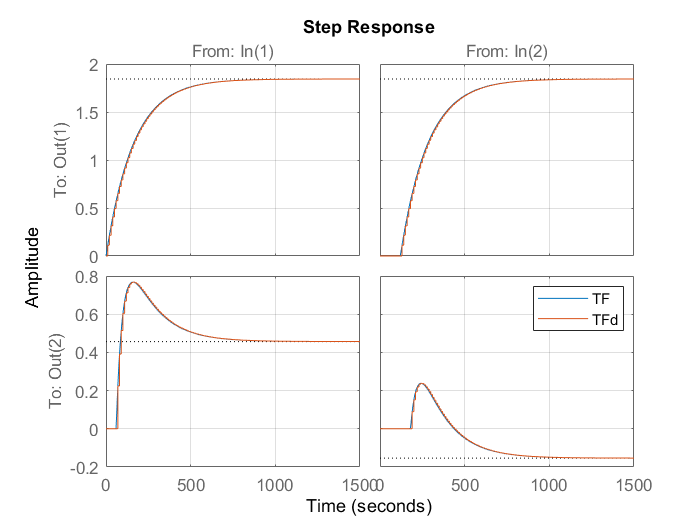 Step Response
From: In(1)
From: In(2)
To: Out(1)
2
1.5
1
0.5
0
Amplitude
To: Out(2)
0.8
0.6
0.4
0.2
0
-0.2
TF
TFd
0
500
1000
1500
0
500
1000
1500
Time (seconds)